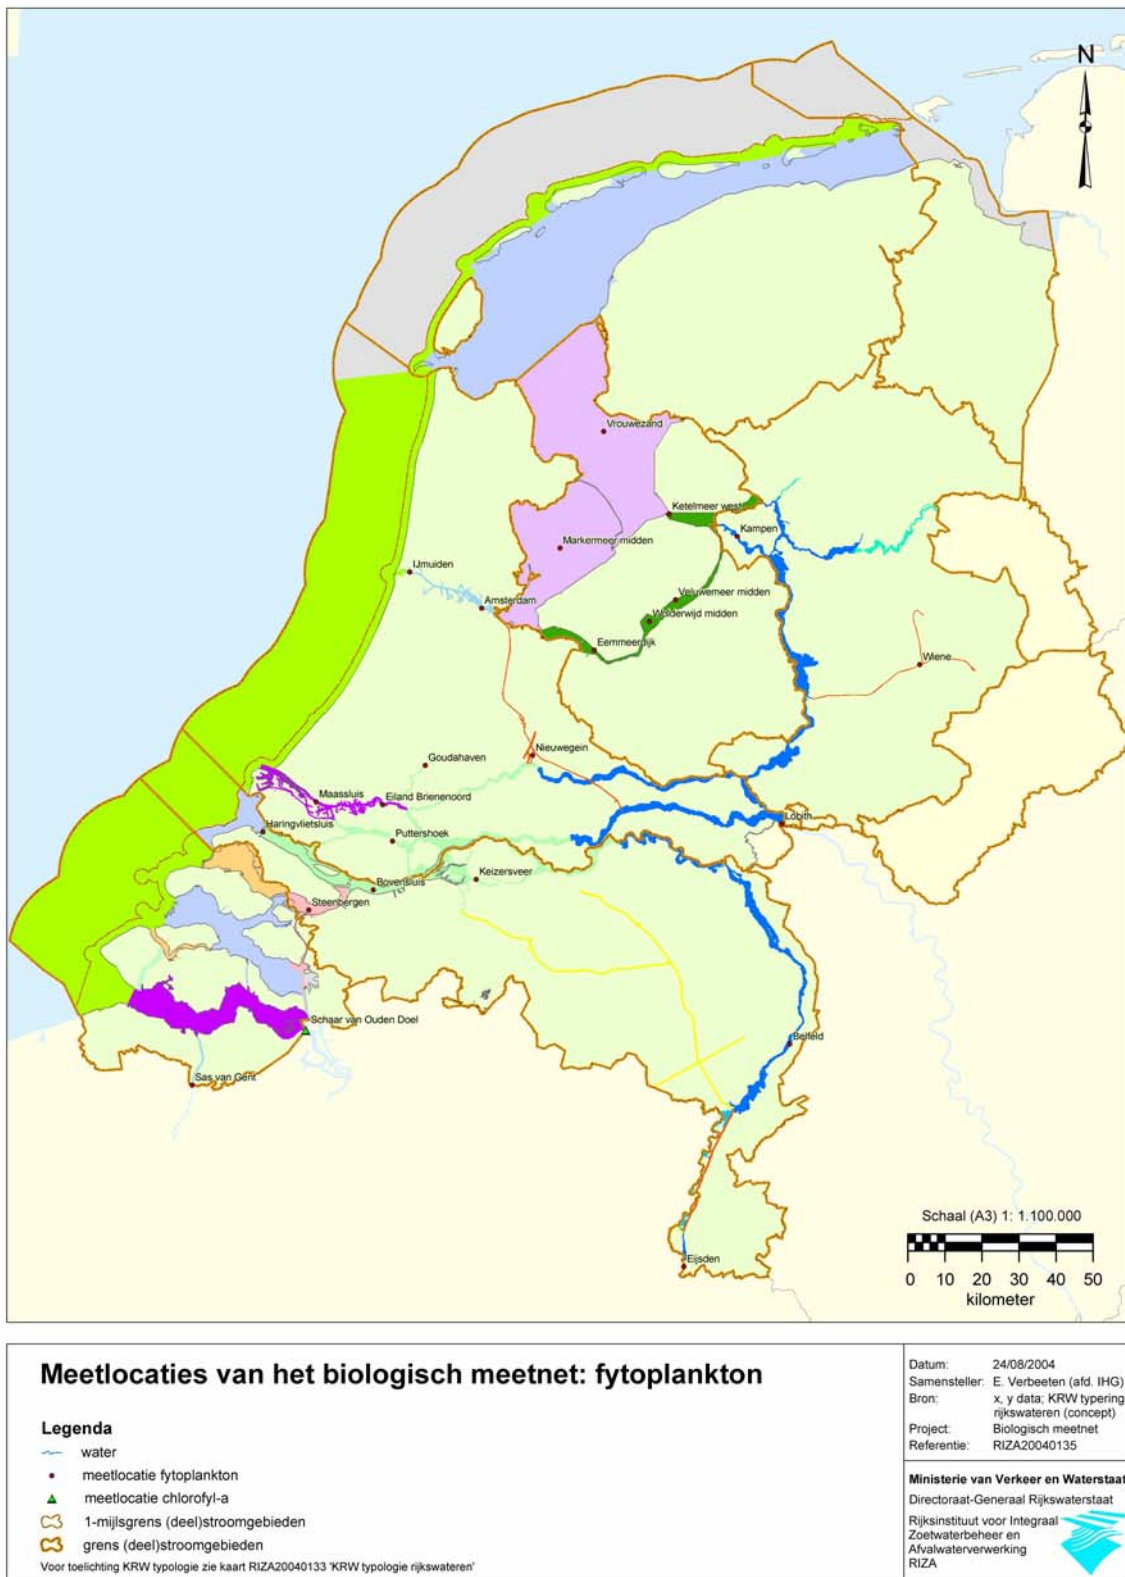 N
Vrouwezand
Ketelmeer west
Kampen
Markermeer midden
IJmuiden
Amsterdam
Veluwemeer midden
Wolderwijd midden
Eemmeerdijk
Wiene
Nieuwegein
Goudahaven
Maassluis
Eiland Brienenoord
Lobith
Haringvlietsluis
Puttershoek
Keizersveer
Bovensluis
Steenbergen
Schaar van Ouden Doel
Belfeld
Sas van Gent
Schaal (A3) 1: 1.100.000
0 10 20 30 40 50
kilometer
Eijsden
Meetlocaties van het biologisch meetnet: fytoplankton
Legenda
water
meetlocatie fytoplankton
meetlocatie chlorofyl-a
1-mijlsgrens (deel)stroomgebieden
grens (deel)stroomgebieden
Voor toelichting KRW typologie zie kaart RIZA20040133 'KRW typologie rijkswateren'
Datum: 24/08/2004
Samensteller: E. Verbeeten (afd. IHG)
Bron: x, y data; KRW typering
rijkswateren (concept)
Project: Biologisch meetnet
Referentie: RIZA20040135
Ministerie van Verkeer en Waterstaat
Directoraat-Generaal Rijkswaterstaat
Rijksinstituut voor Integraal
Zoetwaterbeheer en
Afvalwaterverwerking
RIZA